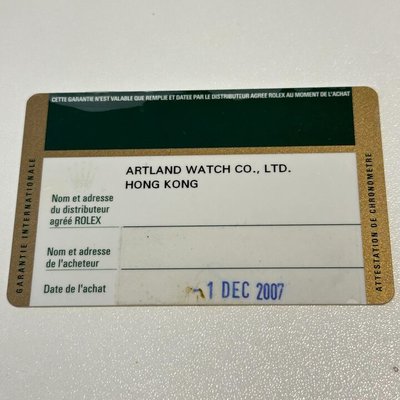 CETTE GARANTIE N'EST VALABLE QUE REMPLIE ET DATEE PAR LE DISTRIBUTEUR AGREE ROLEX AU MOMENT DE L'ACHAT
GARANTIE INTERNATIONALE
ARTLAND WATCH CO., LTD.
HONG KONG
Nom et adresse
du distributeur
agréé ROLEX
Nom et adresse
de l'acheteur
Date de l'achat
-1 DEC 2007
ATTESTATION DE CHRONOMETRE